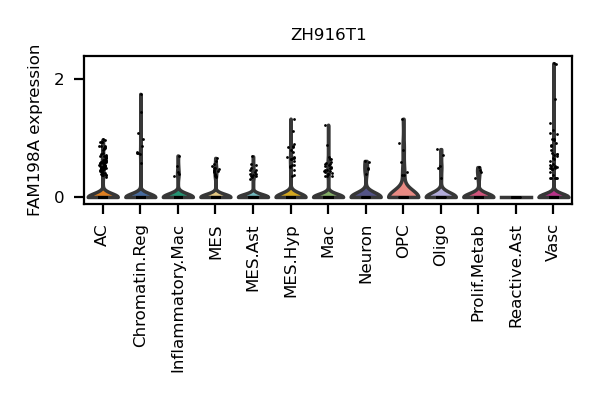 ZH916T1
FAM198A expression
2
0
AC
Chromatin.Reg
Inflammatory.Mac
MES
MES.Ast
MES.Hyp
Mac
Neuron
OPC
Oligo
Prolif.Metab
Reactive.Ast
Vasc